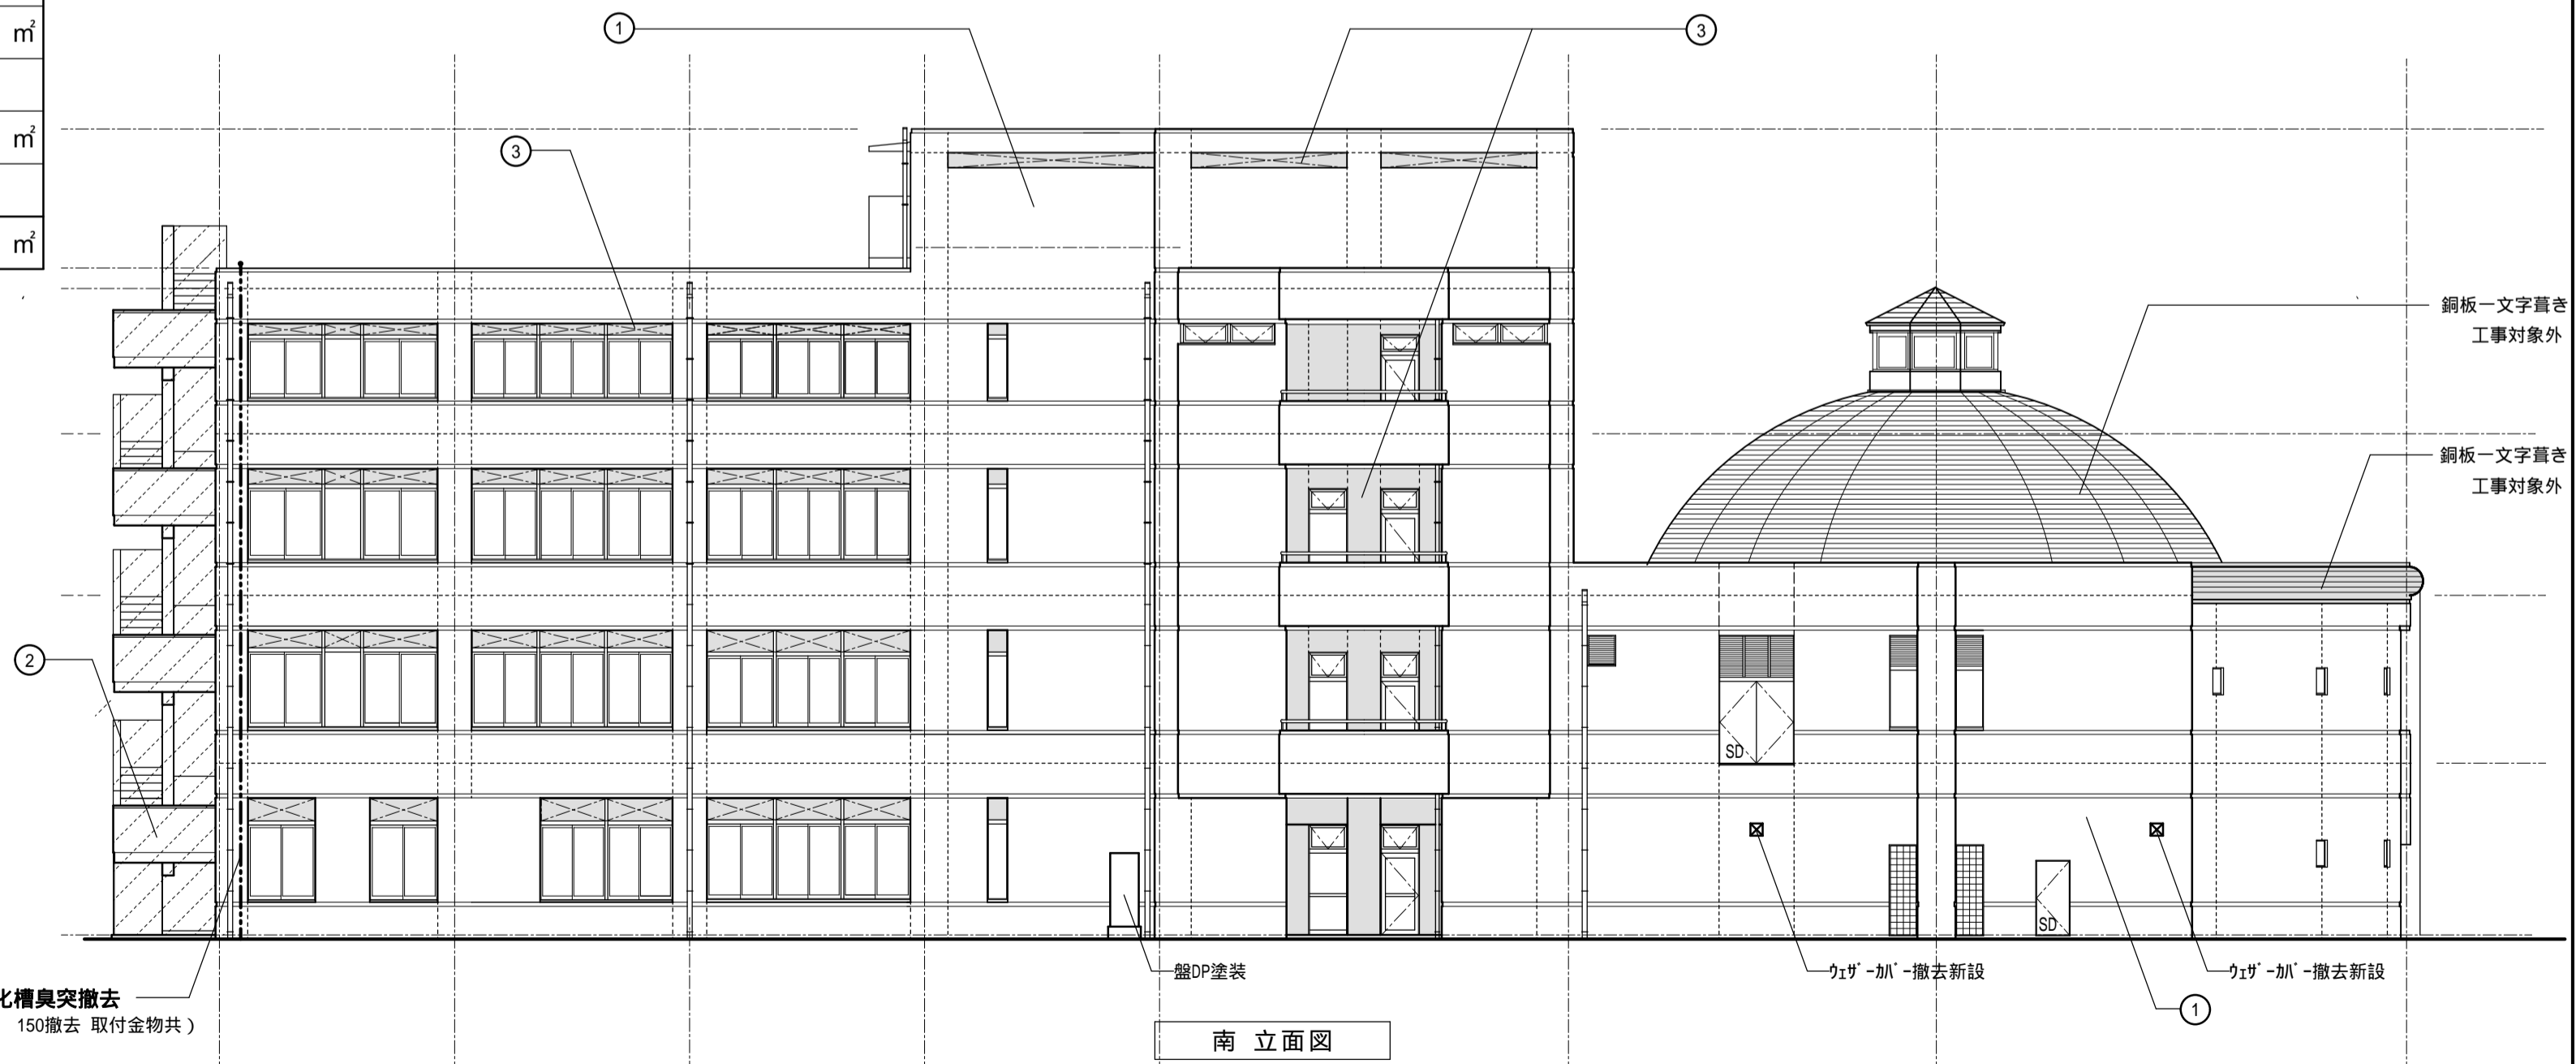 ㎡
㎡
㎡
①
③
③
銅板一文字葺き
工事対象外
銅板一文字葺き
工事対象外
②
SD
SD
盤DP塗装
ｳｪｻﾞｰｶﾊﾞｰ撤去新設
ｳｪｻﾞｰｶﾊﾞｰ撤去新設
化槽臭突撤去
150撤去 取付金物共）
①
南 立面図